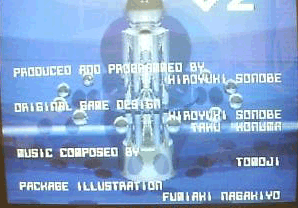 V2
PRODUCED AND PROGRAMMED BY
HIROYUKI SONOBE
ORIGINAL GAME DESIGN
HIROYUKI SONOBE
TAKU HONUMA
MUSIC COMPOSED BY
TOMOJI
PACKAGE ILLUSTRATION
FUMIAKI NAGAKIYO